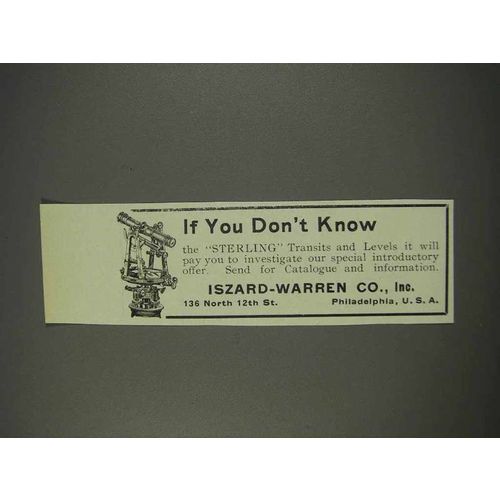 If You Don't Know
the "STERLING" Transits and Levels it will
pay you to investigate our special introductory
offer. Send for Catalogue and information.
ISZARD-WARREN CO., Inc.
136 North 12th St. Philadelphia, U. S. A.